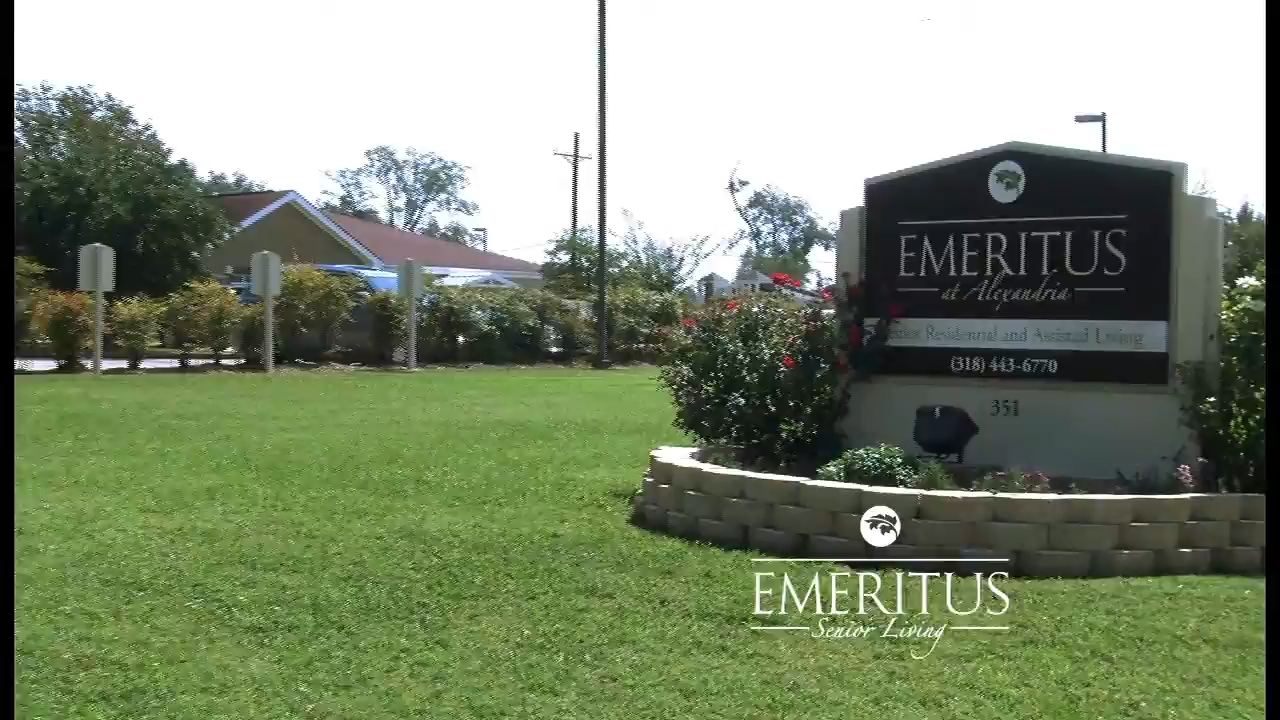 EMERITUS
at Alexandria
Residential and Assisted Living
(318) 443-6770
351
EMERITUS
Senior Living